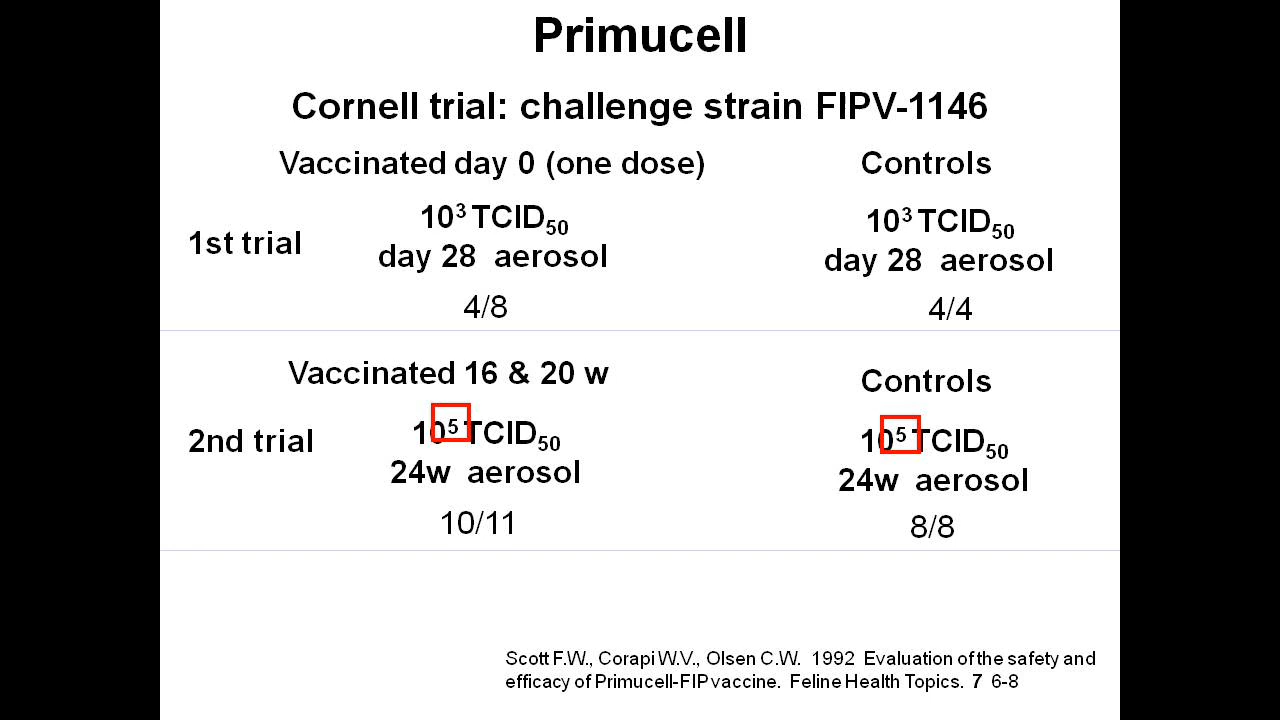 Primucell
Cornell trial: challenge strain FIPV-1146
Vaccinated day 0 (one dose)
Controls
1st trial
10³ TCID₅₀
day 28 aerosol
4/8
10³ TCID₅₀
day 28 aerosol
4/4
Vaccinated 16 & 20 w
Controls
2nd trial
10⁵ TCID₅₀
24w aerosol
10/11
10⁵ TCID₅₀
24w aerosol
8/8
Scott F.W., Corapi W.V., Olsen C.W. 1992 Evaluation of the safety and
efficacy of Primucell-FIP vaccine. Feline Health Topics. 7 6-8